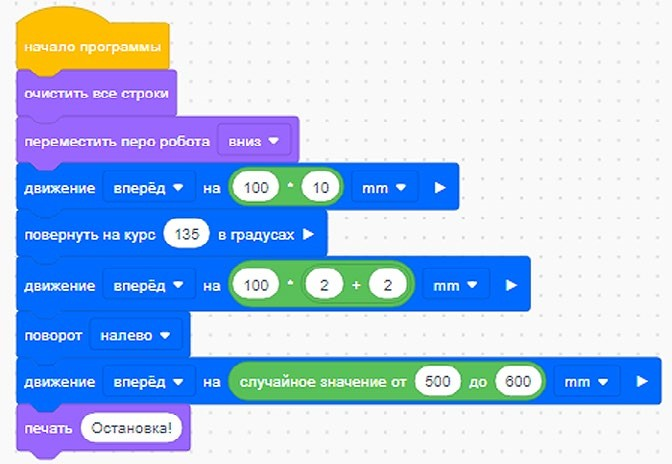 начало программы
очистить все строки
переместить перо робота вниз
движение вперёд на 100 * 10 mm
повернуть на курс 135 в градусах
движение вперёд на 100 * 2 + 2 mm
поворот налево
движение вперёд на случайное значение от 500 до 600 mm
печать Остановка!